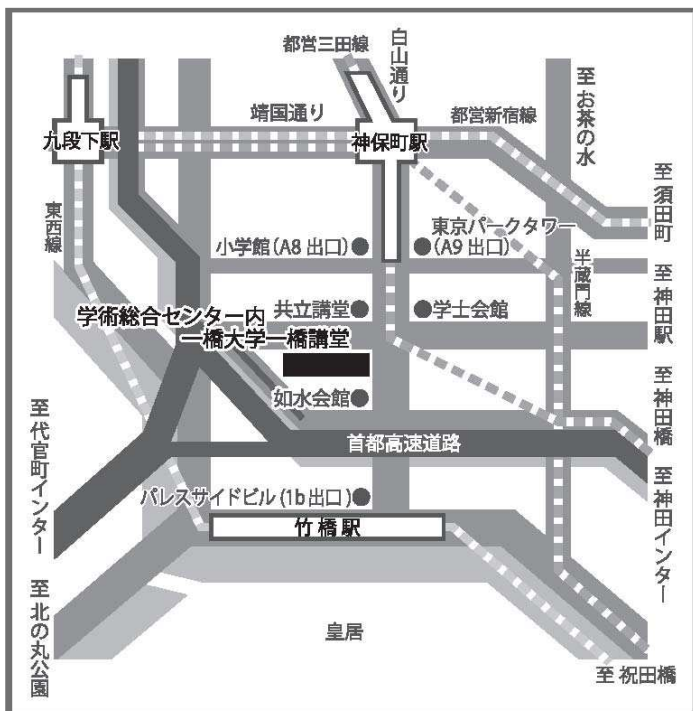 都営三田線
白山通り
至 お茶の水
靖国通り
都営新宿線
九段下駅
神保町駅
至 須田町
東西線
小学館(A8 出口)
東京パークタワー
(A9 出口)
半蔵門線
至 神田駅
共立講堂
学士会館
学術総合センター内
一橋大学一橋講堂
如水会館
至 神田橋
至 代官町インター
首都高速道路
至 神田インター
パレスサイドビル(1b 出口)
竹橋駅
至 北の丸公園
皇居
至 祝田橋